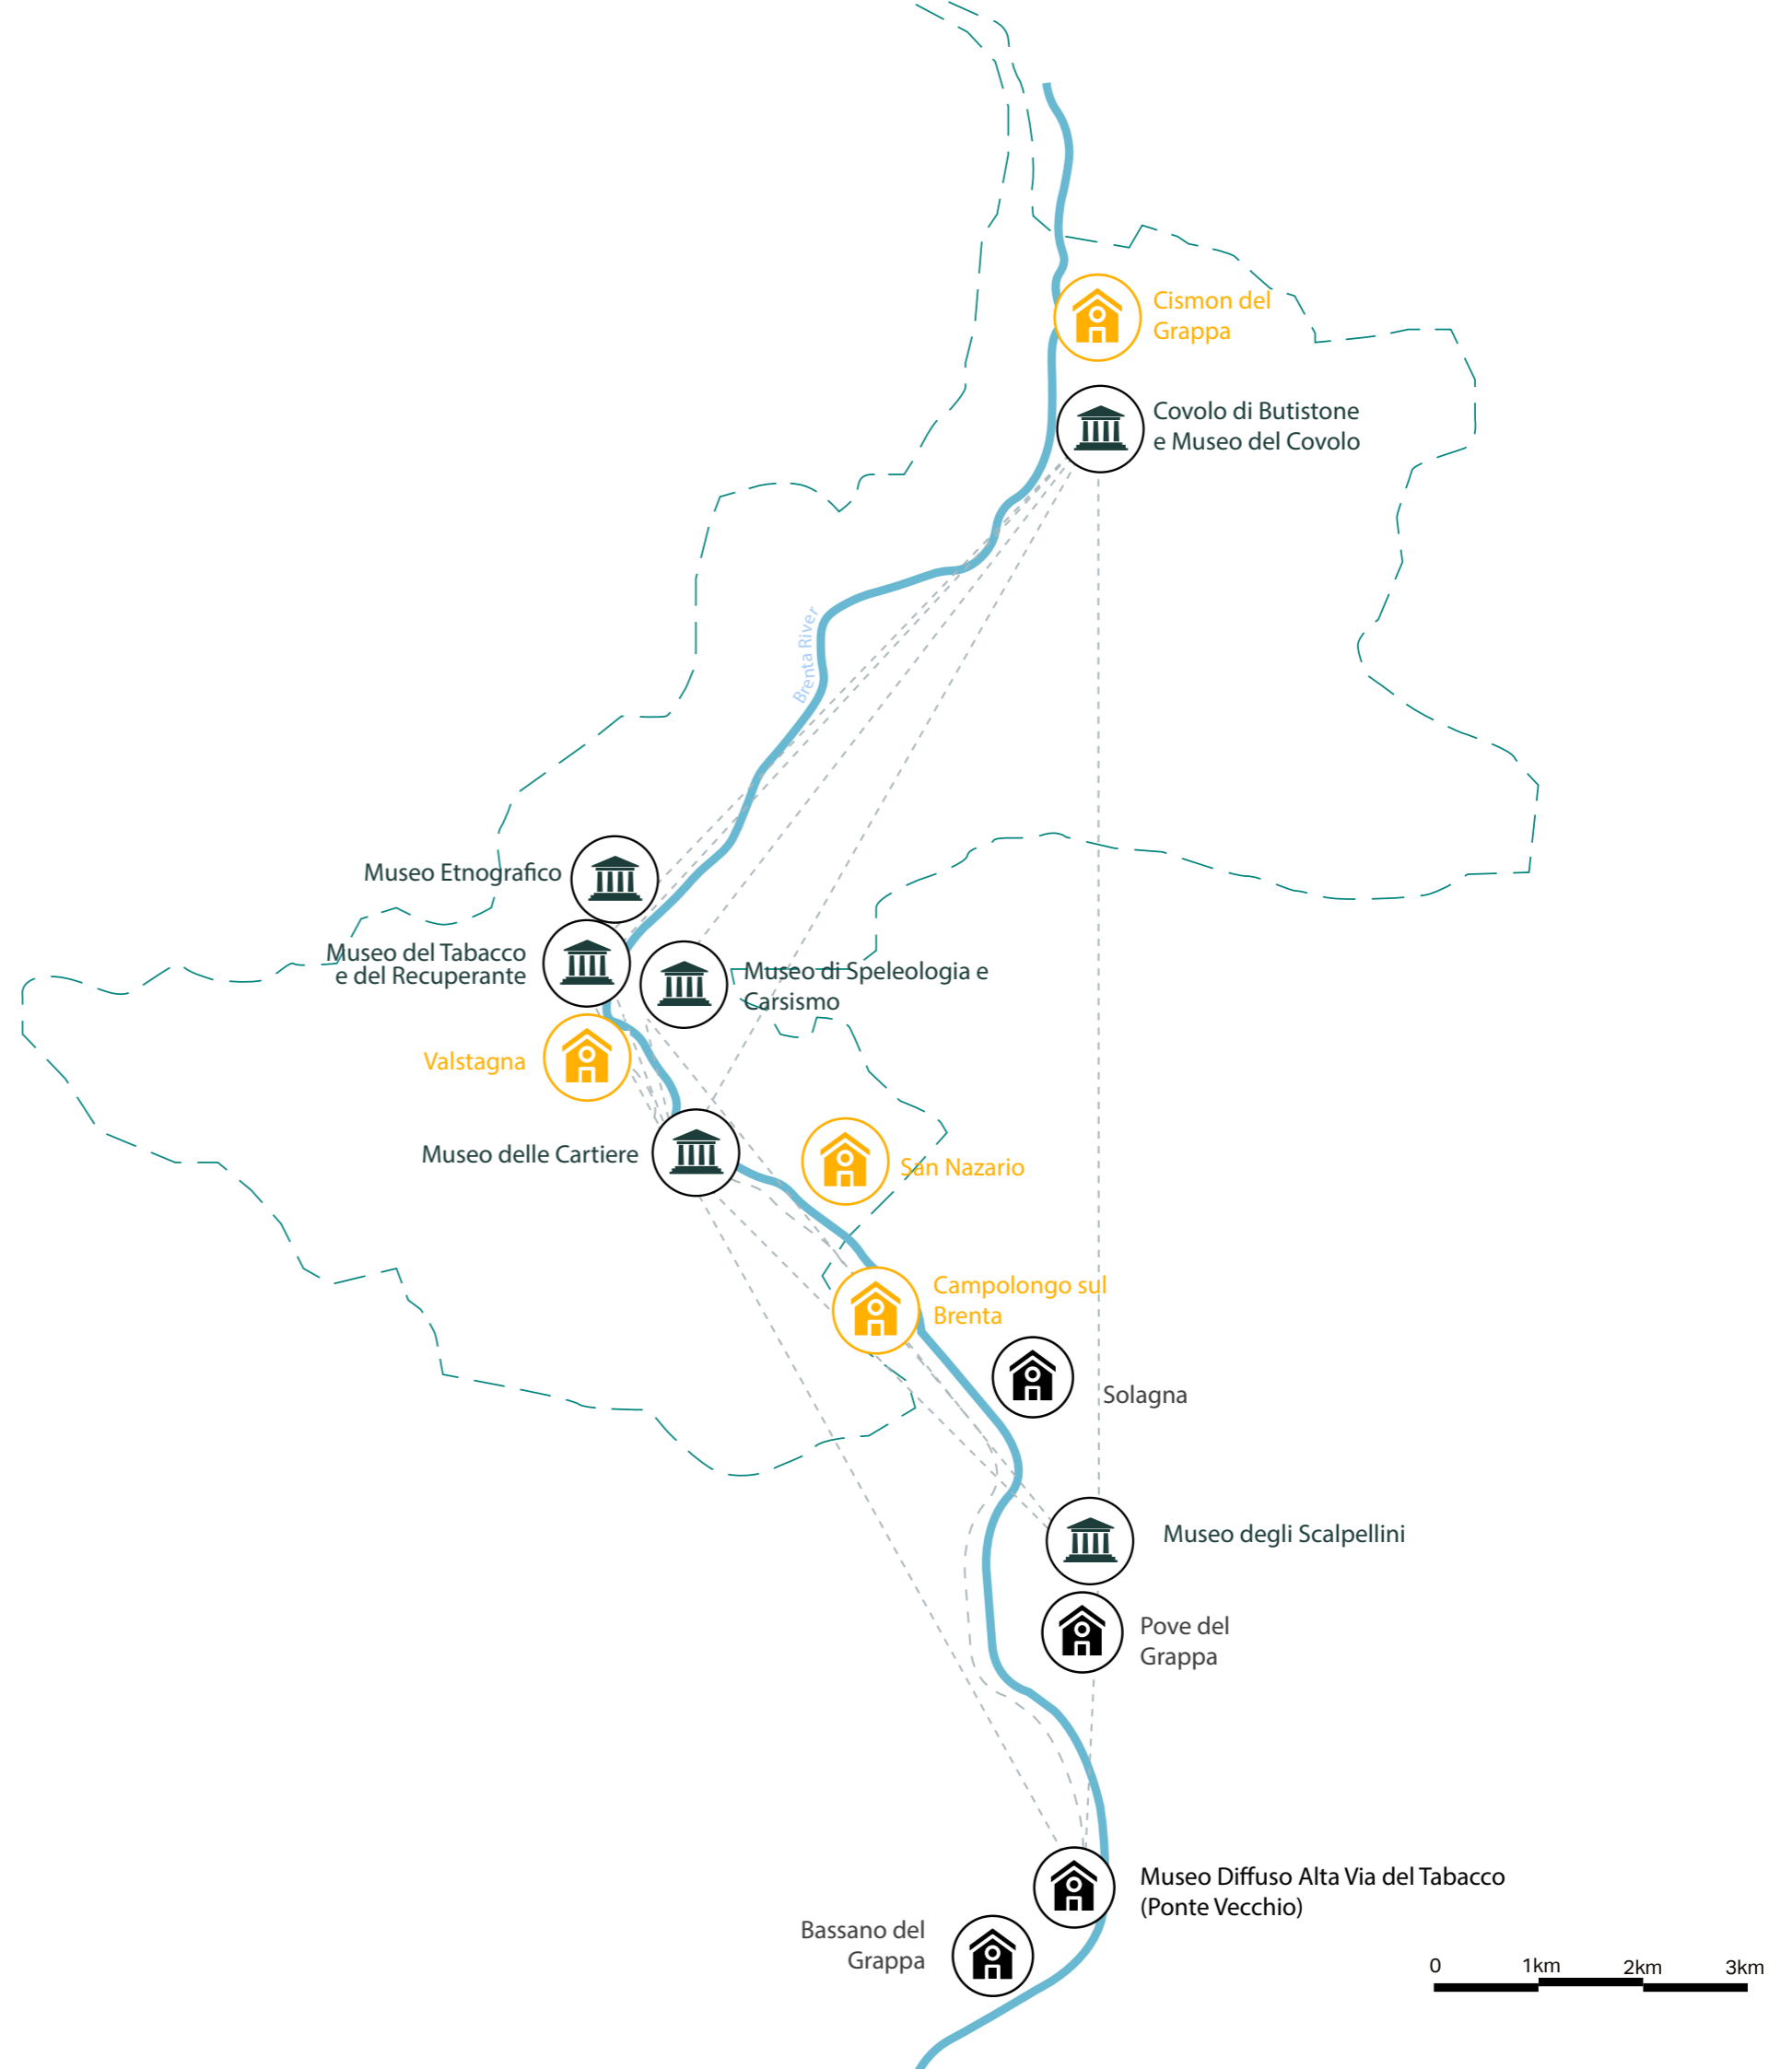 Cismon del
Grappa
Covolo di Butistone
e Museo del Covolo
Brenta River
Museo Etnografico
Museo del Tabacco
e del Recuperante
Museo di Speleologia e
Carsismo
Valstagna
Museo delle Cartiere
San Nazario
Campolongo sul
Brenta
Solagna
Museo degli Scalpellini
Pove del
Grappa
Museo Diffuso Alta Via del Tabacco
(Ponte Vecchio)
Bassano del
Grappa
0 1km 2km 3km